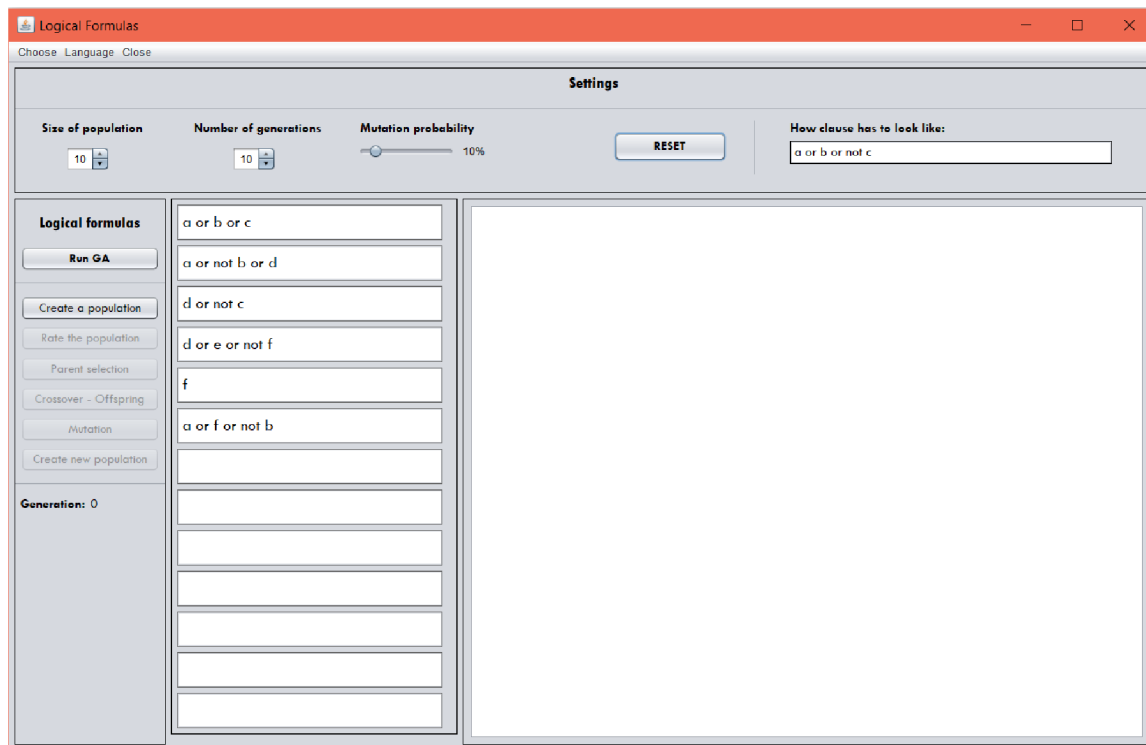 Logical Formulas
Choose Language Close
Settings
Size of population
Number of generations
Mutation probability
How clause has to look like:
10
10
10%
RESET
a or b or not c
Logical formulas
Run GA
Create a population
Rate the population
Parent selection
Crossover - Offspring
Mutation
Create new population
Generation: 0
a or b or c
a or not b or d
d or not c
d or e or not f
f
a or f or not b